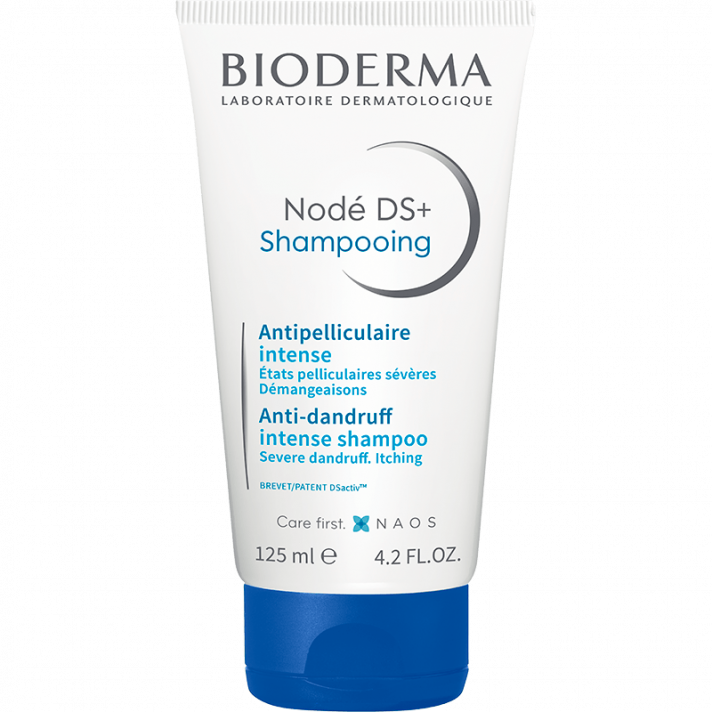 BIODERMA
LABORATOIRE DERMATOLOGIQUE
Nodé DS+
Shampooing
Antipelliculaire
intense
États pelliculaires sévères
Démangeaisons
Anti-dandruff
intense shampoo
Severe dandruff. Itching
BREVET/PATENT DSactiv™
Care first. NAOS
125 ml ℮ 4.2 FL.OZ.